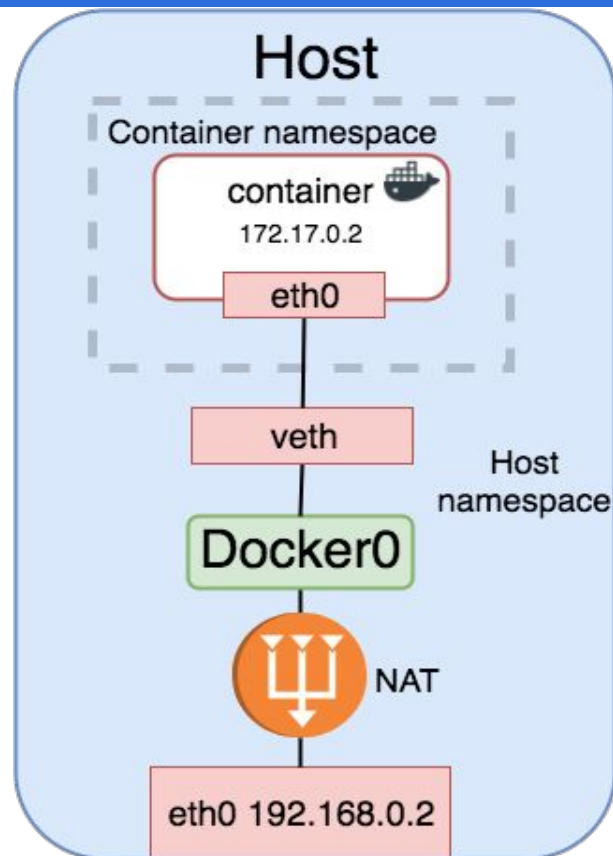 Host
Container namespace
container
172.17.0.2
eth0
veth
Host
namespace
Docker0
NAT
eth0 192.168.0.2